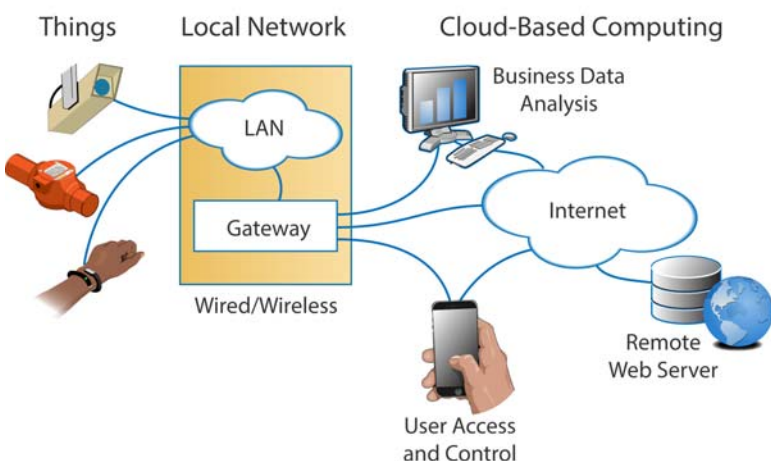 Things
Local Network
Cloud-Based Computing
LAN
Gateway
Wired/Wireless
Business Data
Analysis
Internet
Remote
Web Server
User Access
and Control